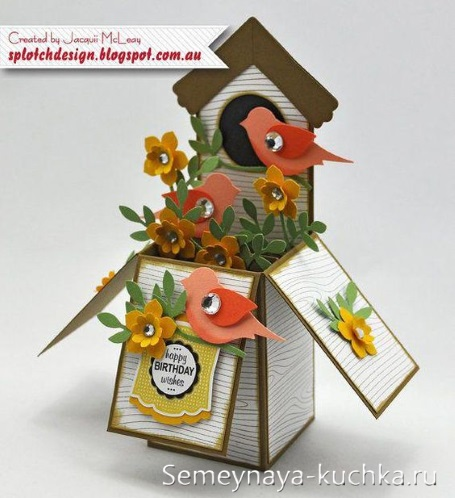 Created by Jacquii McLeay
splotchdesign.blogspot.com.au
happy
BIRTHDAY
wishes
Semeynaya-kuchka.ru